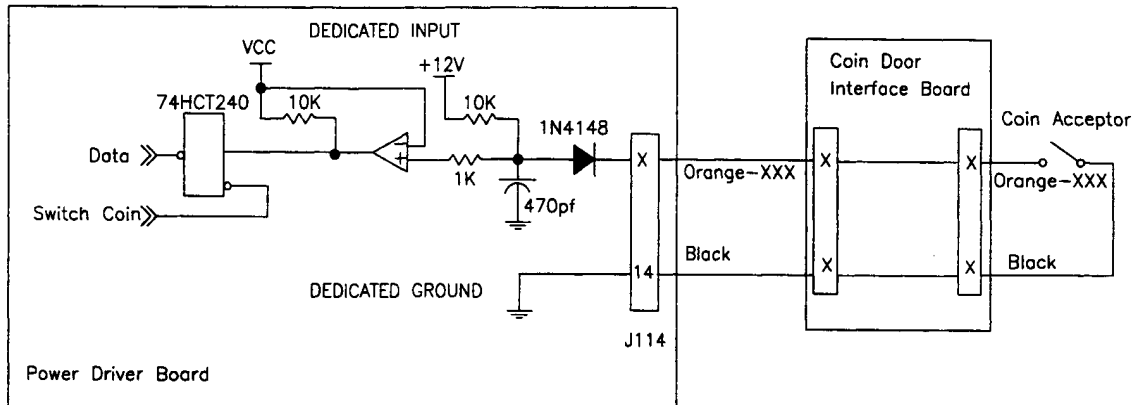 DEDICATED INPUT
VCC
+12V
74HCT240
10K
10K
1N4148
Data
1K
470pf
Switch Coin
X
Orange-XXX
Black
14
DEDICATED GROUND
J114
Power Driver Board
Coin Door
Interface Board
X
X
X
X
Coin Acceptor
Orange-XXX
Black